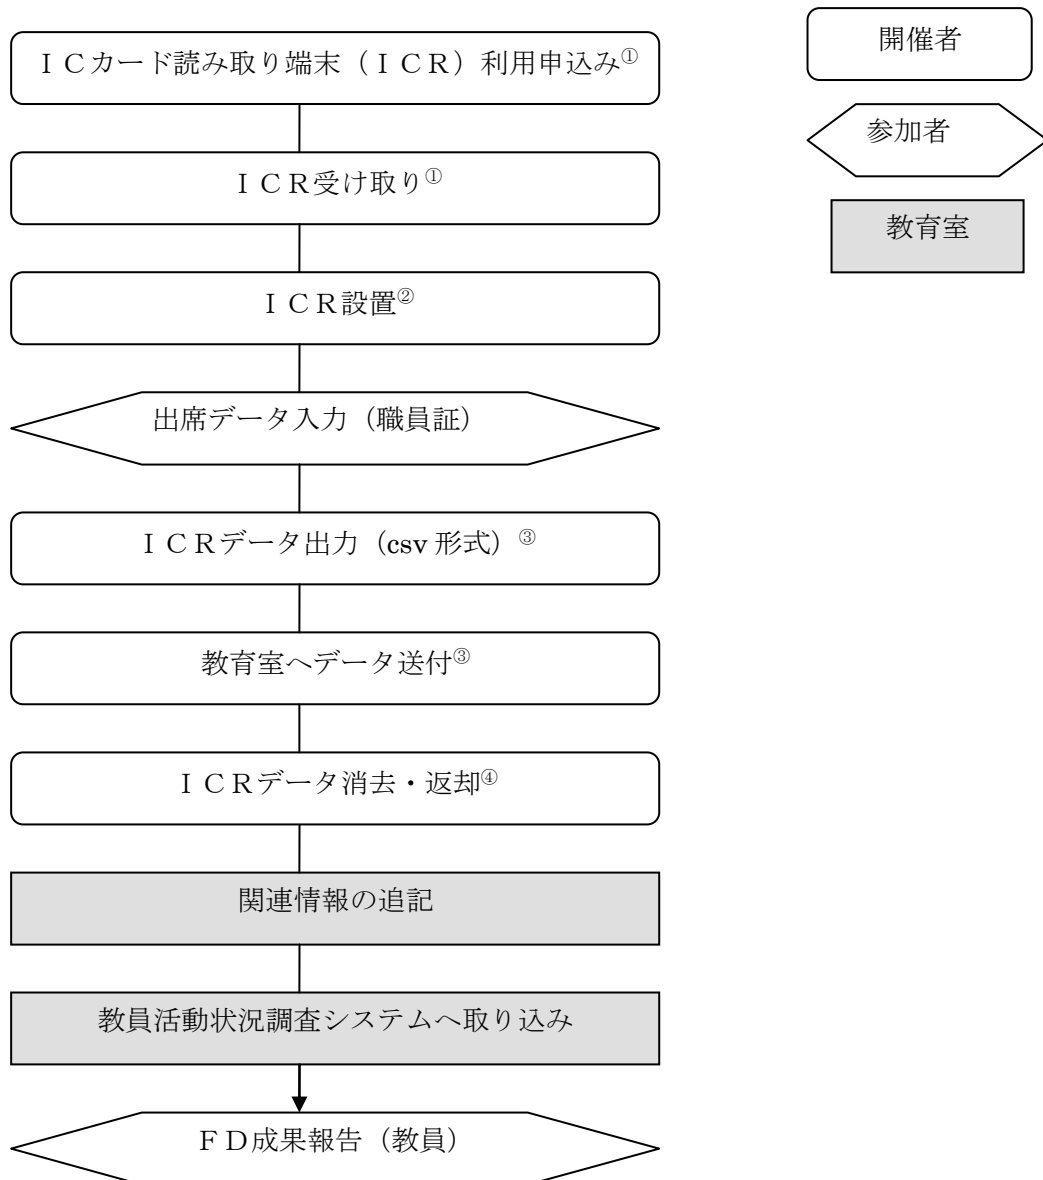 ＩＣカード読み取り端末（ＩＣＲ）利用申込み①
ＩＣＲ受け取り①
ＩＣＲ設置②
出席データ入力（職員証）
ＩＣＲデータ出力（csv 形式）③
教育室へデータ送付③
ＩＣＲデータ消去・返却④
関連情報の追記
教員活動状況調査システムへ取り込み
ＦＤ成果報告（教員）
開催者
参加者
教育室